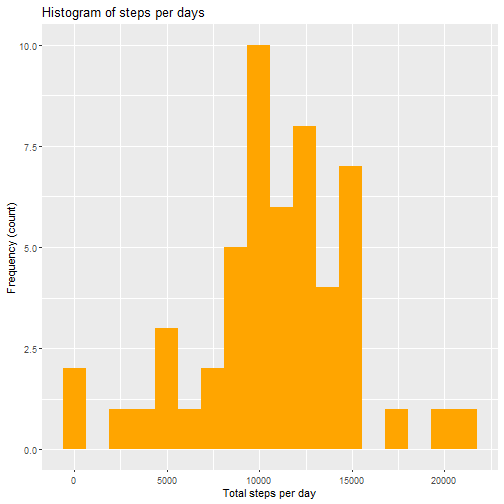 Histogram of steps per days
Frequency (count)
10.0
7.5
5.0
2.5
0.0
0 5000 10000 15000 20000
Total steps per day